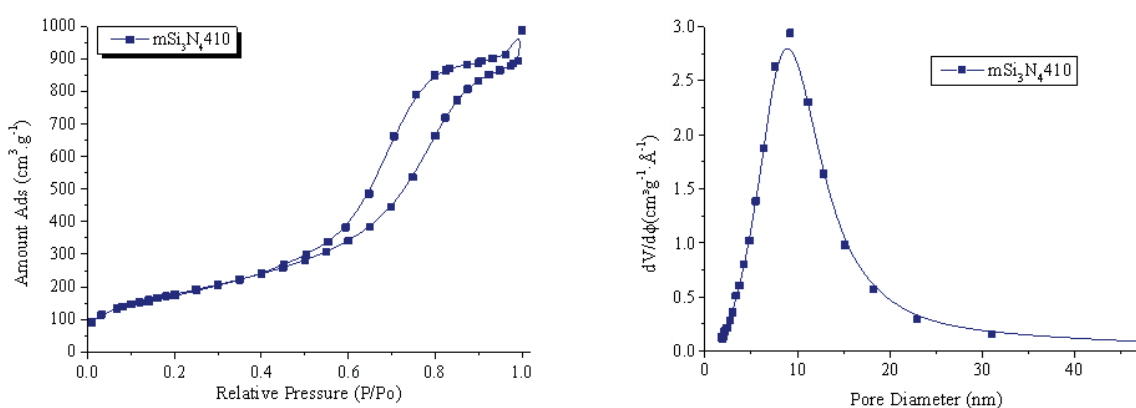 mSi₃N₄410
1000
900
800
700
600
500
400
300
200
100
0
Amount Ads (cm³.g⁻¹)
0.0 0.2 0.4 0.6 0.8 1.0
Relative Pressure (P/Po)
mSi₃N₄410
3.0
2.5
2.0
1.5
1.0
0.5
0.0
dV/dϕ(cm³g⁻¹·Å⁻¹)
0 10 20 30 40
Pore Diameter (nm)